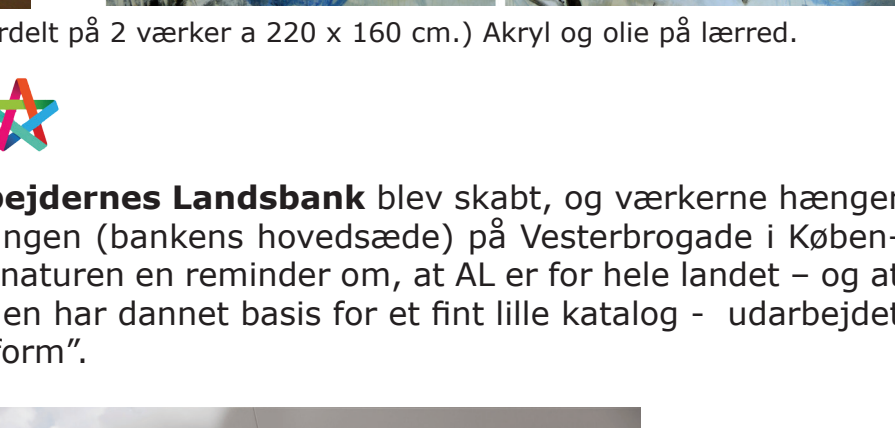 rdelt på 2 værker a 220 x 160 cm.) Akryl og olie på lærred.
bejdernes Landsbank blev skabt, og værkerne hænger
ngen (bankens hovedsæde) på Vesterbrogade i Køben-
naturen en reminder om, at AL er for hele landet – og at
en har dannet basis for et fint lille katalog - udarbejdet
form”.